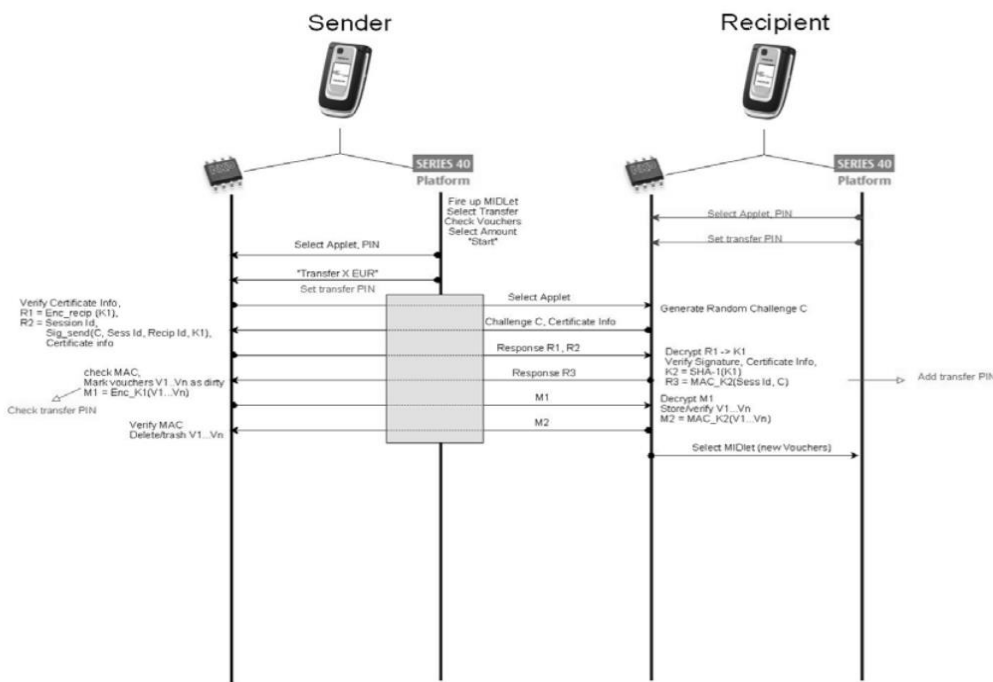 Sender
Recipient
SERIES 40
Platform
SERIES 40
Platform
Fire up MIDLet
Select Transfer
Check Vouchers
Select Amount
"Start"
Select Applet, PIN
Set transfer PIN
Select Applet, PIN
"Transfer X EUR"
Set transfer PIN
Select Applet
Generate Random Challenge C
Verify Certificate Info,
R1 = Enc_recip (K1),
R2 = Session Id,
Sig_send(C, Sess Id, Recip Id, K1),
Certificate info
Challenge C, Certificate Info
Response R1, R2
Decrypt R1 -> K1
Verify Signature, Certificate Info,
K2 = SHA-1(K1)
R3 = MAC_K2(Sess Id, C)
Add transfer PIN
Response R3
check MAC,
Mark vouchers V1..Vn as dirty
M1 = Enc_K1(V1...Vn)
Check transfer PIN
M1
Decrypt M1
Store/verify V1...Vn
M2 = MAC_K2(V1...Vn)
M2
Verify MAC
Delete/trash V1...Vn
Select MIDlet (new Vouchers)